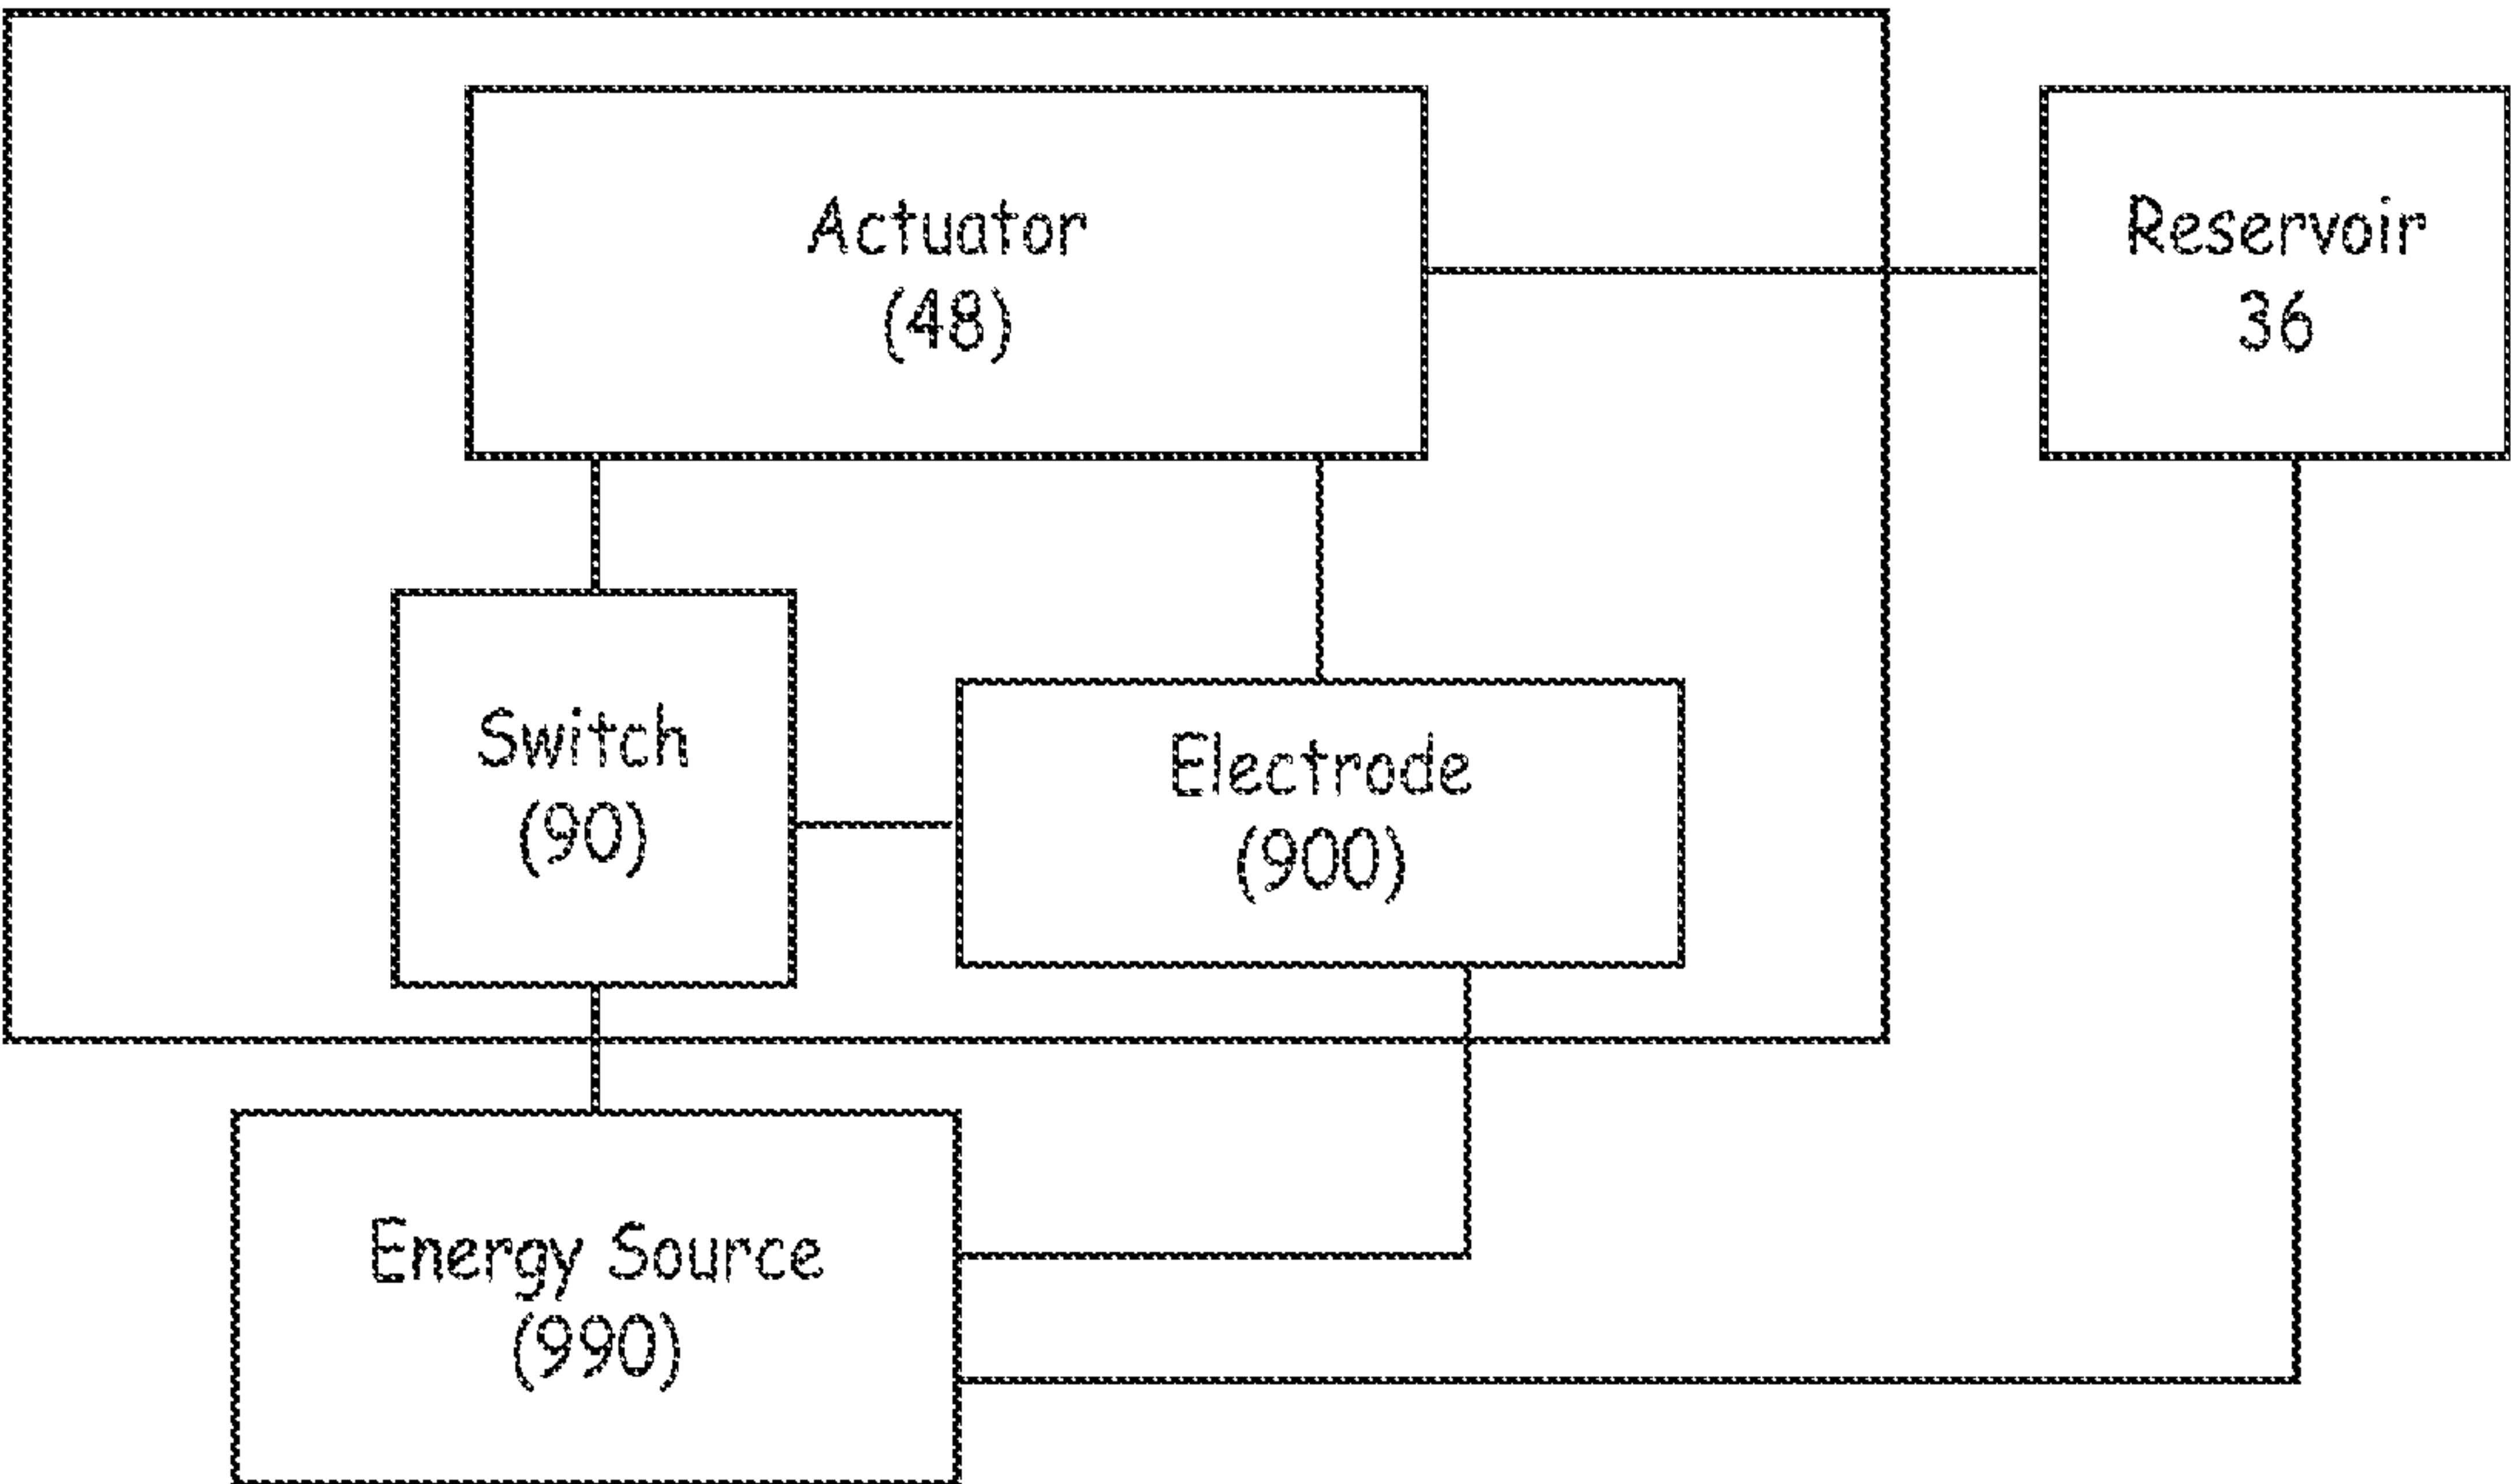 Actuator
(48)
Reservoir
36
Switch
(90)
Electrode
(900)
Energy Source
(990)